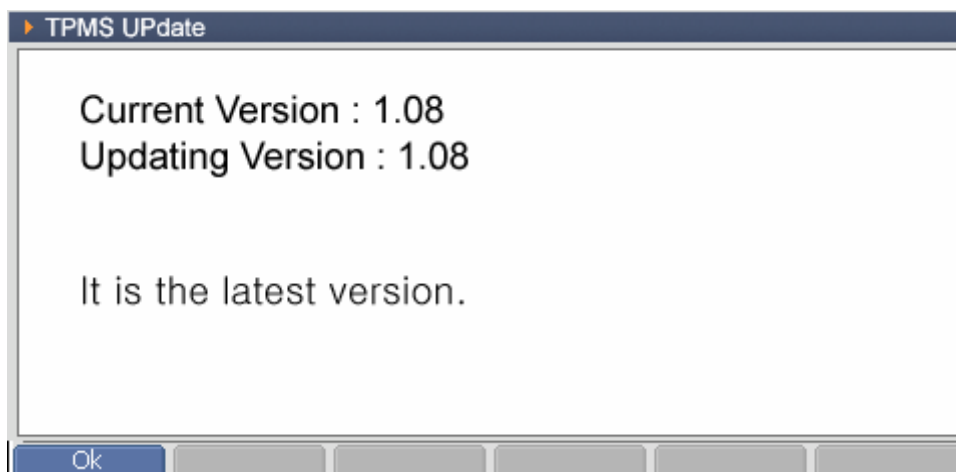 TPMS UPdate
Current Version : 1.08
Updating Version : 1.08
It is the latest version.
Ok